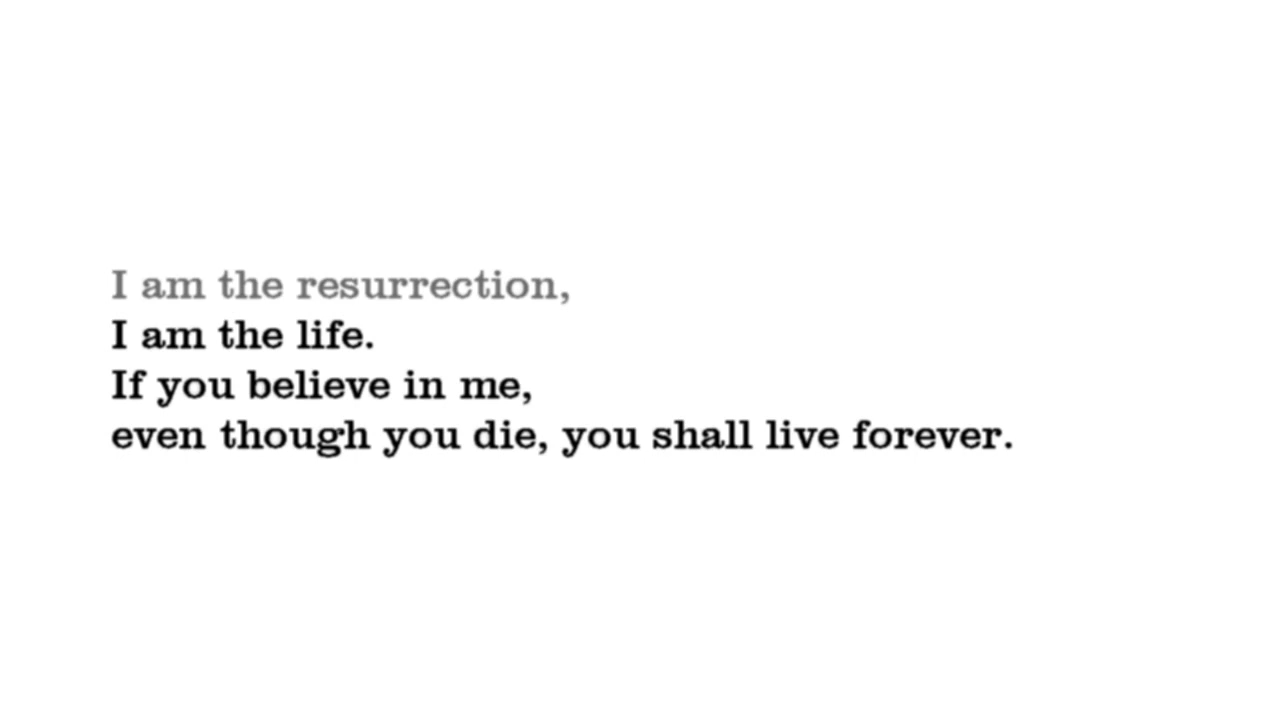 I am the resurrection,
I am the life.
If you believe in me,
even though you die, you shall live forever.